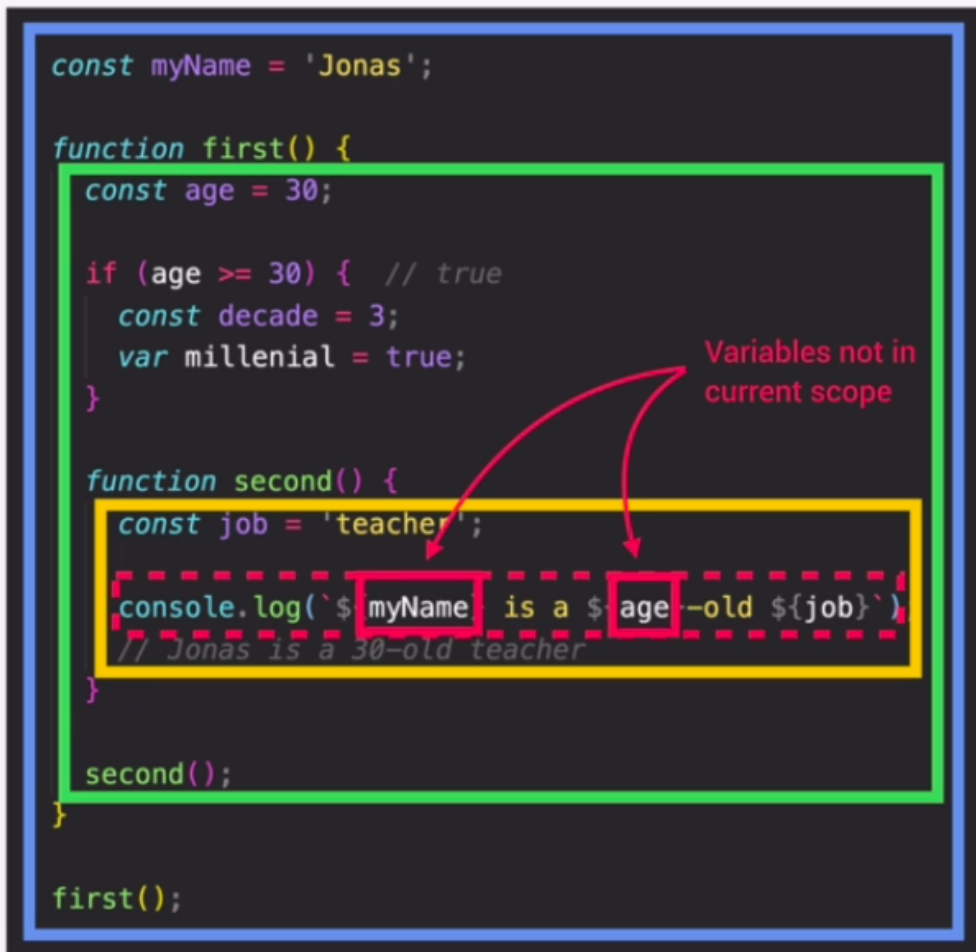 const myName = 'Jonas';
function first() {
const age = 30;
if (age >= 30) {  // true
const decade = 3;
var millenial = true;
}
Variables not in
current scope
function second() {
const job = 'teacher';
console.log(`${myName} is a ${age}-old ${job}`)
// Jonas is a 30-old teacher
}
second();
}
first();